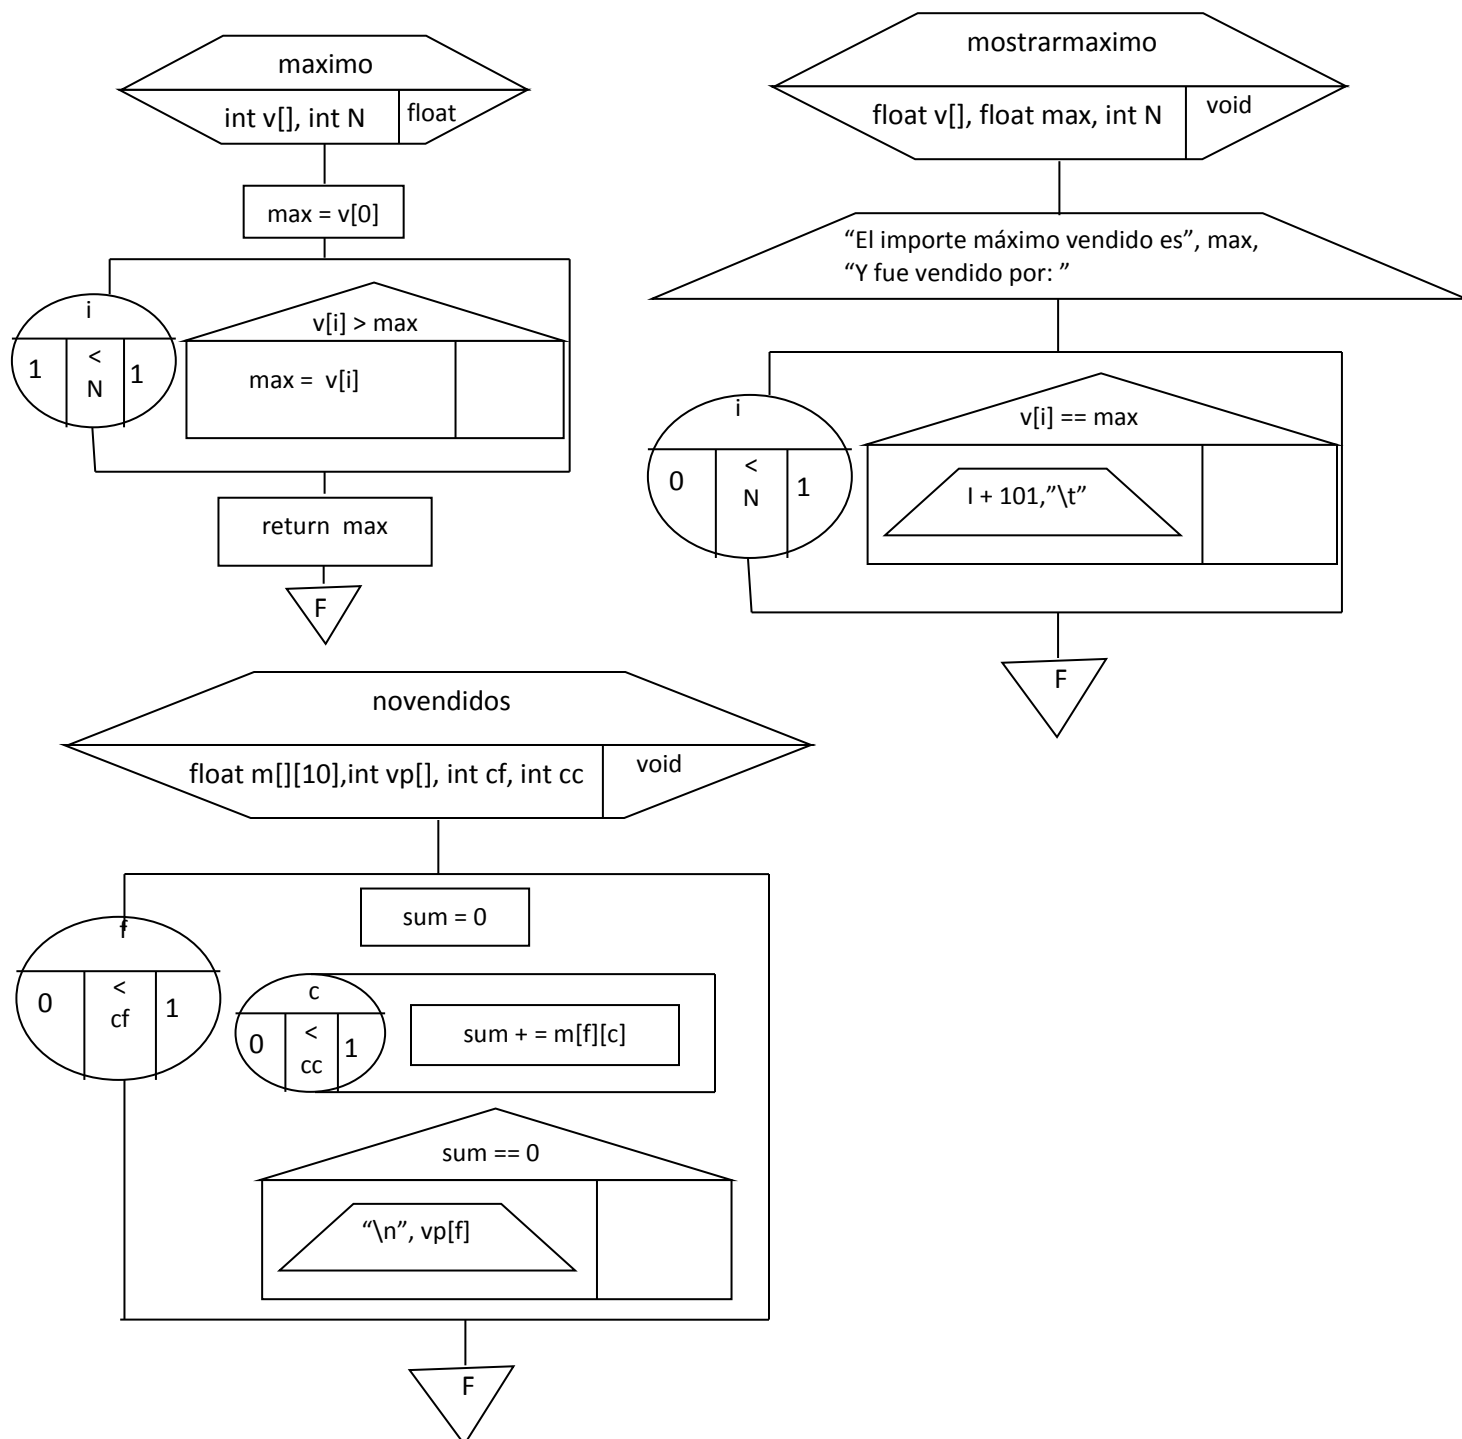 maximo
int v[], int N
float
max = v[0]
i
1
<
N
1
v[i] > max
max = v[i]
return max
F
mostrarmaximo
float v[], float max, int N
void
“El importe máximo vendido es”, max,
“Y fue vendido por: ”
i
0
<
N
1
v[i] == max
I + 101,”\t”
F
novendidos
float m[][10],int vp[], int cf, int cc
void
sum = 0
f
0
<
cf
1
c
0
<
cc
1
sum + = m[f][c]
sum == 0
“\n”, vp[f]
F